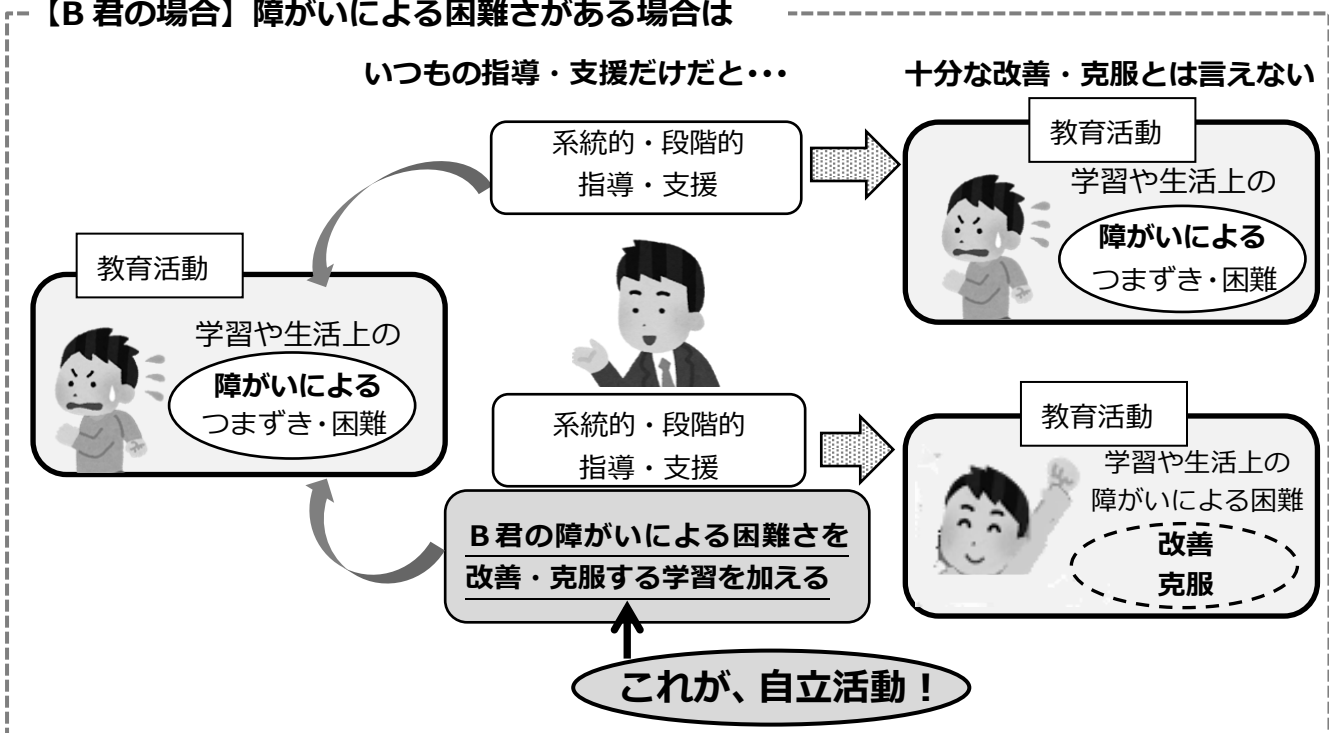 【B 君の場合】障がいによる困難さがある場合は
いつもの指導・支援だけだと･･･
十分な改善・克服とは言えない
系統的・段階的
指導・支援
教育活動
学習や生活上の
障がいによる
つまずき・困難
教育活動
学習や生活上の
障がいによる
つまずき・困難
系統的・段階的
指導・支援
B君の障がいによる困難さを
改善・克服する学習を加える
教育活動
学習や生活上の
障がいによる困難
改善
克服
これが、自立活動！